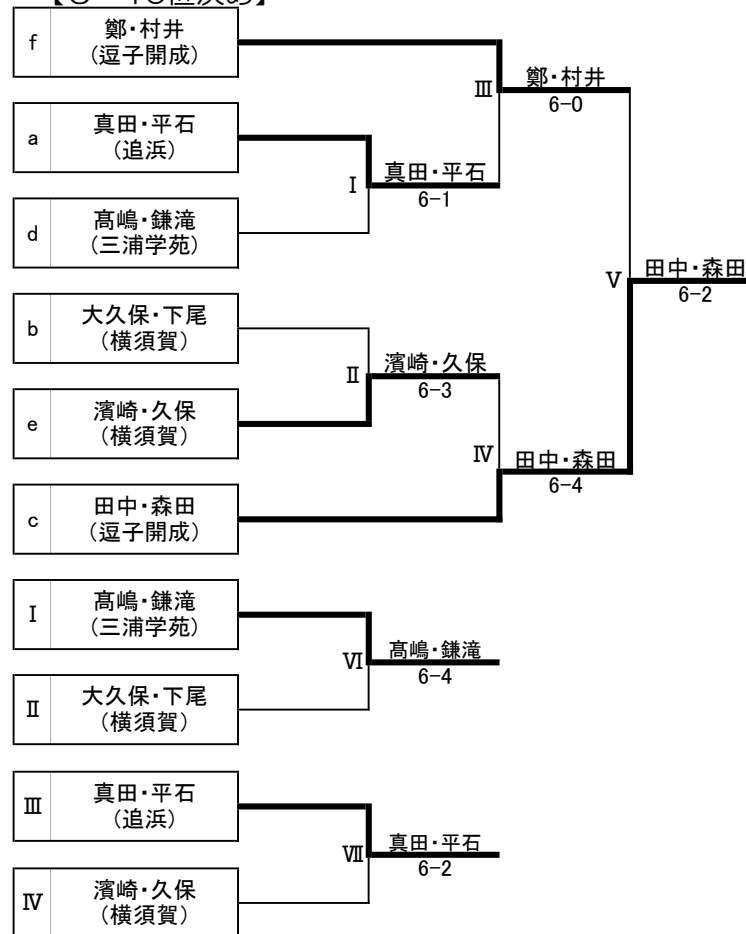 f
鄭・村井
(逗子開成)
Ⅲ
鄭・村井
6-0
a
真田・平石
(追浜)
Ⅰ
真田・平石
6-1
d
髙嶋・鎌滝
(三浦学苑)
Ⅴ
田中・森田
6-2
b
大久保・下尾
(横須賀)
Ⅱ
濱崎・久保
6-3
e
濱崎・久保
(横須賀)
Ⅳ
田中・森田
6-4
c
田中・森田
(逗子開成)
Ⅰ
髙嶋・鎌滝
(三浦学苑)
Ⅵ
髙嶋・鎌滝
6-4
Ⅱ
大久保・下尾
(横須賀)
Ⅲ
真田・平石
(追浜)
Ⅶ
真田・平石
6-2
Ⅳ
濱崎・久保
(横須賀)